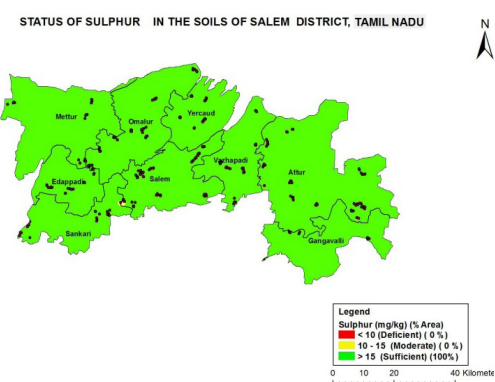 STATUS OF SULPHUR IN THE SOILS OF SALEM DISTRICT, TAMIL NADU
N
Yercaud
Mettur
Omalur
Vazhapadi
Attur
Salem
Edappadi
Sankari
Gangavalli
Legend
Sulphur (mg/kg) (% Area)
< 10 (Deficient) ( 0 %)
10 - 15 (Moderate) ( 0 %)
> 15 (Sufficient) (100%)
0 10 20 40 Kilomete